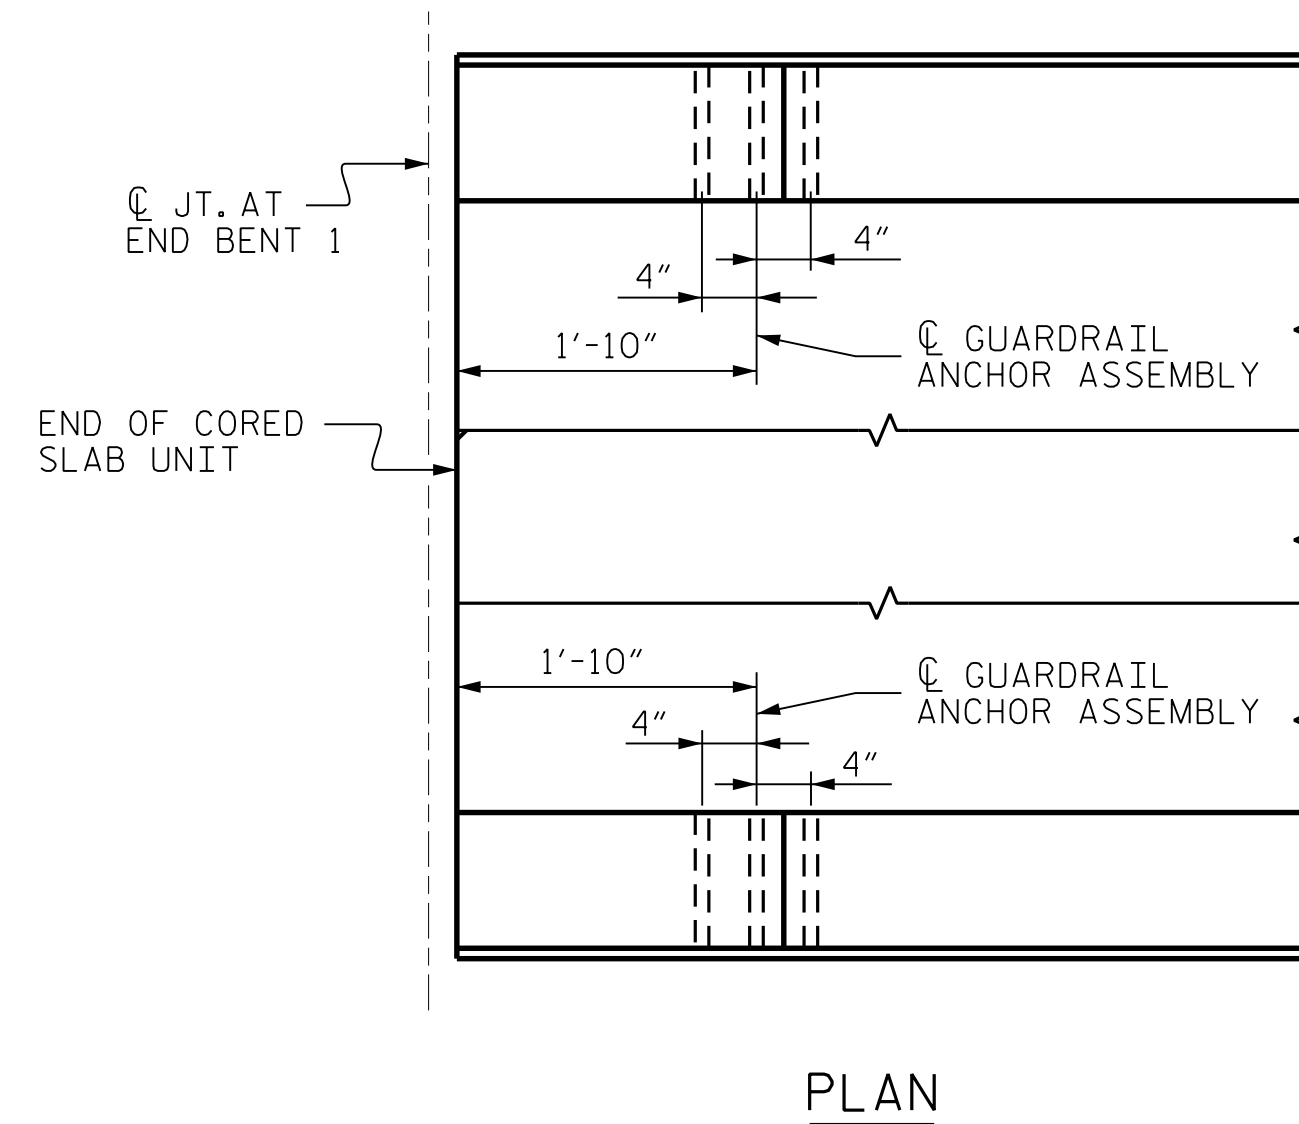 ℄ JT. AT
END BENT 1
4"
4"
1'-10"
℄ GUARDRAIL
ANCHOR ASSEMBLY
END OF CORED
SLAB UNIT
1'-10"
℄ GUARDRAIL
ANCHOR ASSEMBLY
4"
4"
PLAN